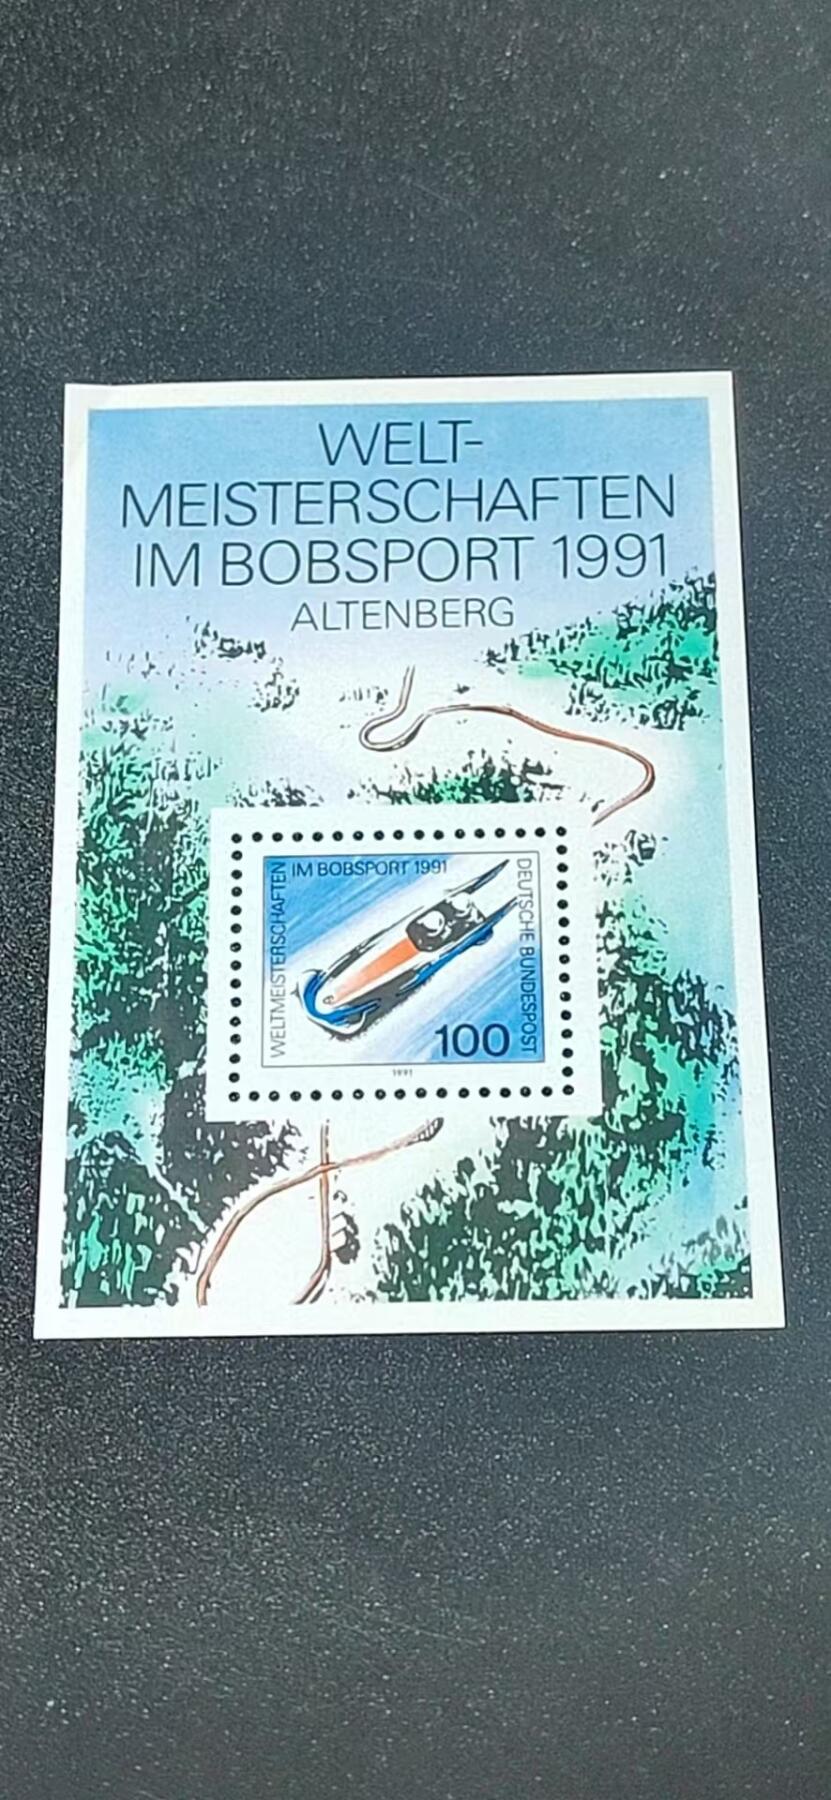 WELT-
MEISTERSCHAFTEN
IM BOBSPORT 1991
ALTENBERG
WELTMEISTERSCHAFTEN
IM BOBSPORT 1991
DEUTSCHE BUNDESPOST
100
1991